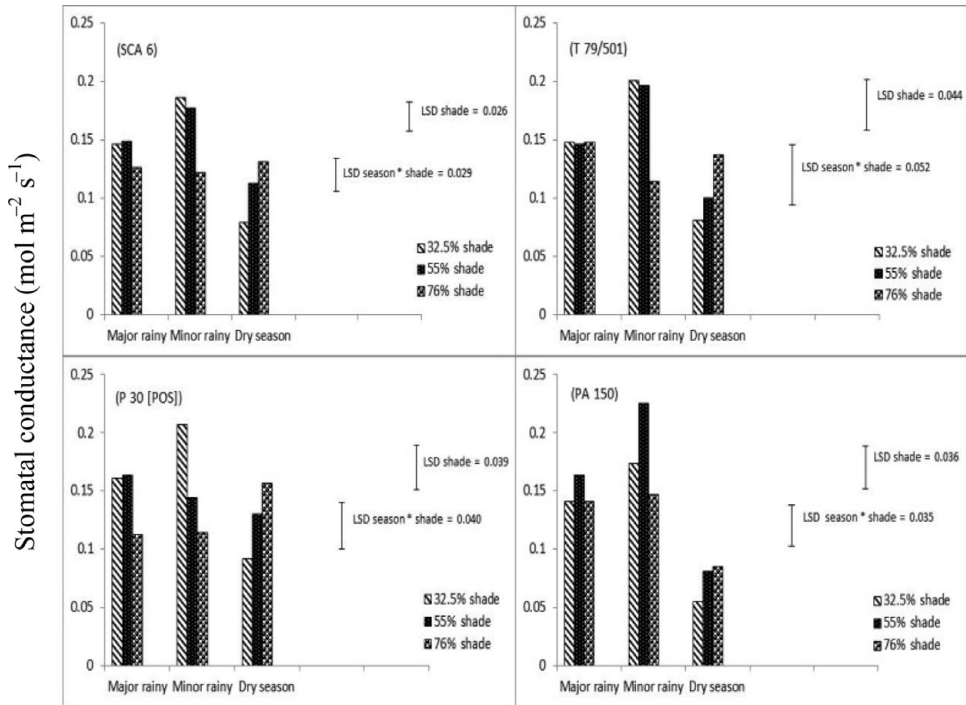 Stomatal conductance (mol m⁻² s⁻¹)
0.25
0.2
0.15
0.1
0.05
0
(SCA 6)
LSD shade = 0.026
LSD season * shade = 0.029
32.5% shade
55% shade
76% shade
Major rainy Minor rainy Dry season
0.25
0.2
0.15
0.1
0.05
0
(T 79/501)
LSD shade = 0.044
LSD season * shade = 0.052
32.5% shade
55% shade
76% shade
Major rainy Minor rainy Dry season
0.25
0.2
0.15
0.1
0.05
0
(P 30 [POS])
LSD shade = 0.039
LSD season * shade = 0.040
32.5% shade
55% shade
76% shade
Major rainy Minor rainy Dry season
0.25
0.2
0.15
0.1
0.05
0
(PA 150)
LSD shade = 0.036
LSD season * shade = 0.035
32.5% shade
55% shade
76% shade
Major rainy Minor rainy Dry season